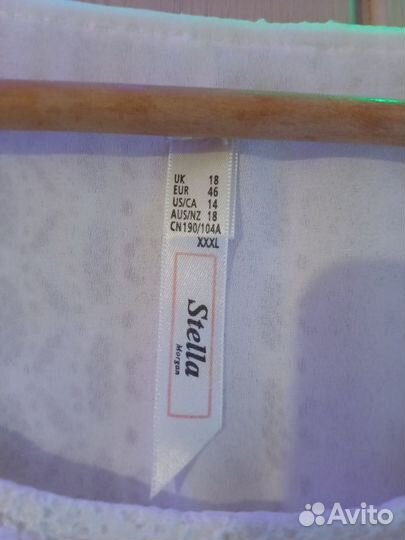 UK 18
EUR 46
US/CA 14
AUS/NZ 18
CN190/104A
XXXL
Stella
Morgan
Avito